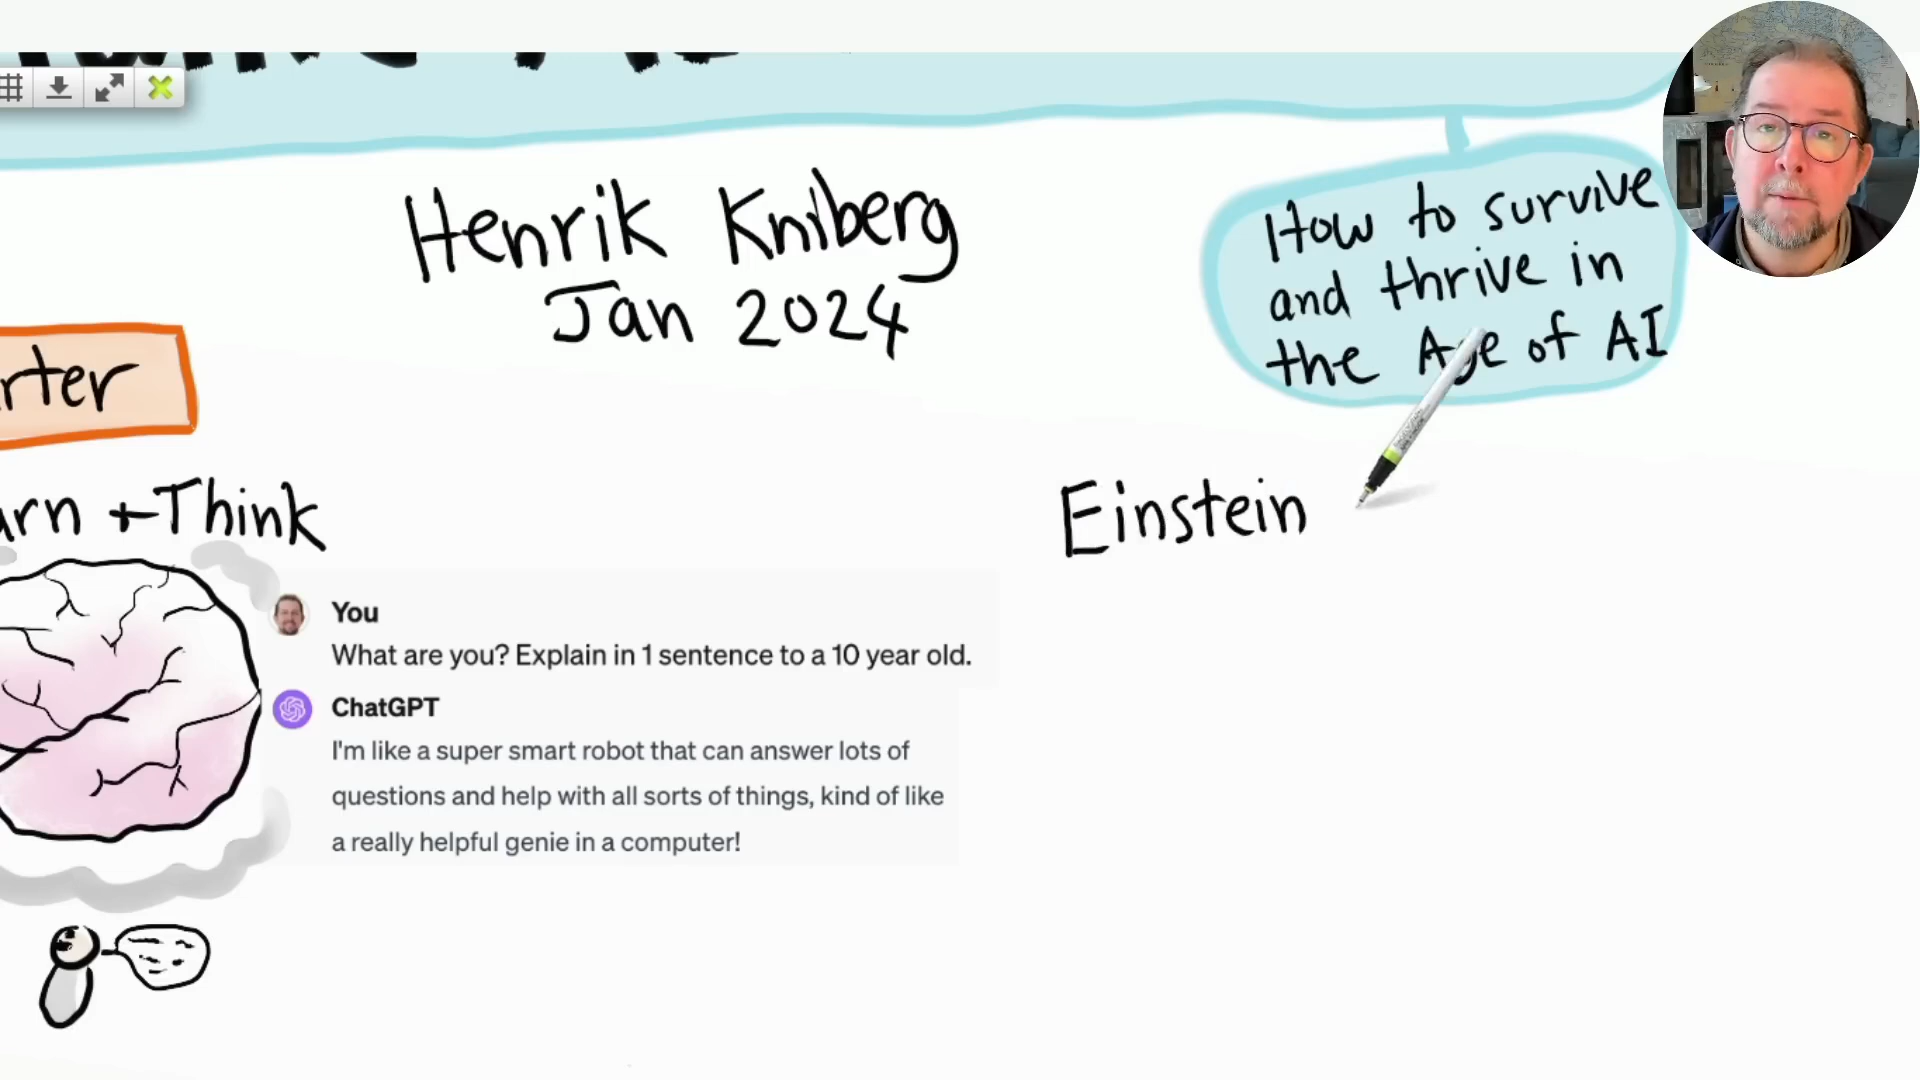 Henrik Kniberg
Jan 2024
How to survive
and thrive in
the Age of AI
rter
arn + Think
Einstein
You
What are you? Explain in 1 sentence to a 10 year old.
ChatGPT
I'm like a super smart robot that can answer lots of
questions and help with all sorts of things, kind of like
a really helpful genie in a computer!